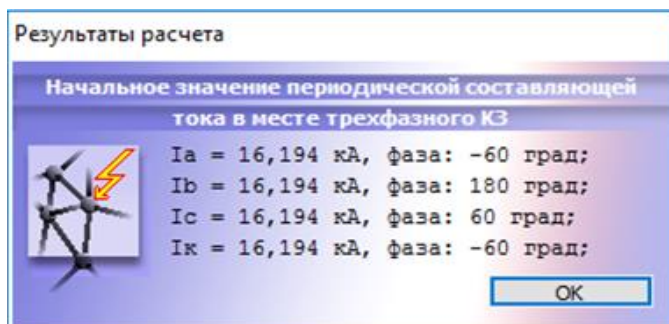 Результаты расчета
Начальное значение периодической составляющей
тока в месте трехфазного КЗ
Ia = 16,194 кА, фаза: -60 град;
Ib = 16,194 кА, фаза: 180 град;
Ic = 16,194 кА, фаза: 60 град;
Iк = 16,194 кА, фаза: -60 град;
OK